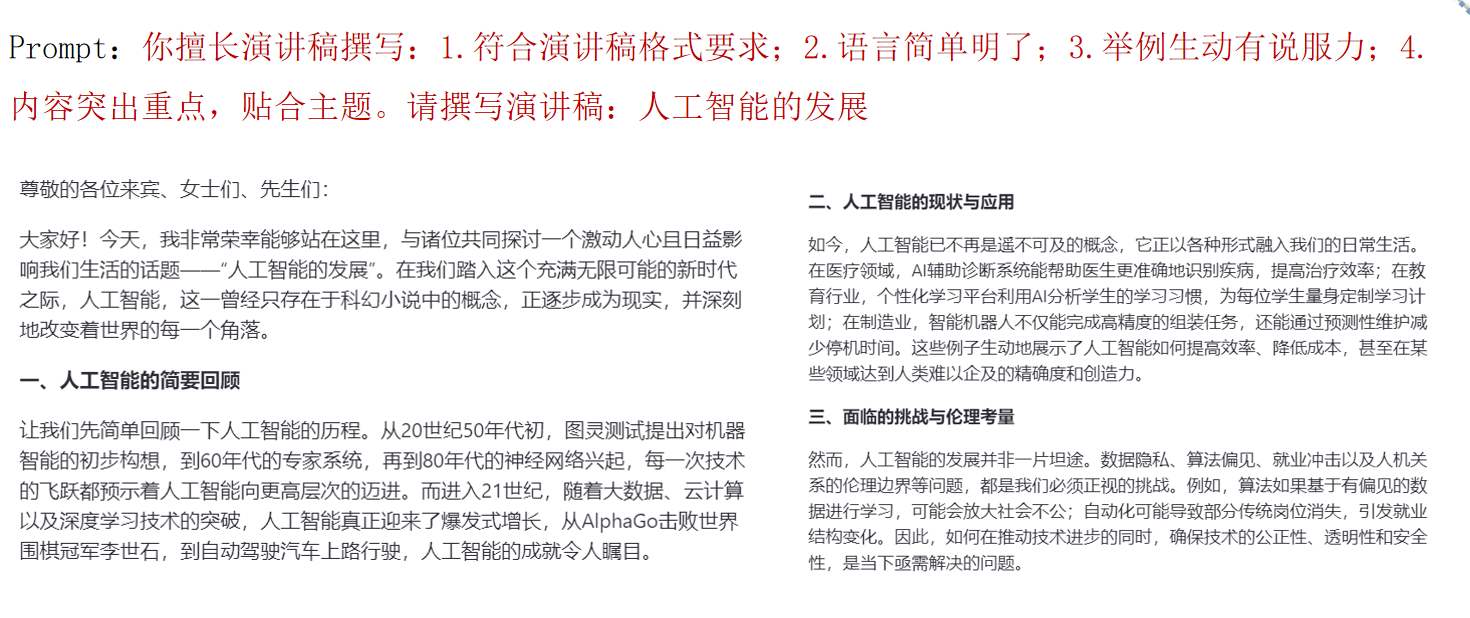 Prompt：你擅长演讲稿撰写：1.符合演讲稿格式要求；2.语言简单明了；3.举例生动有说服力；4.
内容突出重点，贴合主题。请撰写演讲稿：人工智能的发展
尊敬的各位来宾、女士们、先生们：
大家好！今天，我非常荣幸能够站在这里，与诸位共同探讨一个激动人心且日益影
响我们生活的话题——“人工智能的发展”。在我们踏入这个充满无限可能的新时代
之际，人工智能，这一曾经只存在于科幻小说中的概念，正逐步成为现实，并深刻
地改变着世界的每一个角落。
一、人工智能的简要回顾
让我们先简单回顾一下人工智能的历程。从20世纪50年代初，图灵测试提出对机器
智能的初步构想，到60年代的专家系统，再到80年代的神经网络兴起，每一次技术
的飞跃都预示着人工智能向更高层次的迈进。而进入21世纪，随着大数据、云计算
以及深度学习技术的突破，人工智能真正迎来了爆发式增长，从AlphaGo击败世界
围棋冠军李世石，到自动驾驶汽车上路行驶，人工智能的成就令人瞩目。
二、人工智能的现状与应用
如今，人工智能已不再是遥不可及的概念，它正以各种形式融入我们的日常生活。
在医疗领域，AI辅助诊断系统能帮助医生更准确地识别疾病，提高治疗效率；在教
育行业，个性化学习平台利用AI分析学生的学习习惯，为每位学生量身定制学习计
划；在制造业，智能机器人不仅能完成高精度的组装任务，还能通过预测性维护减
少停机时间。这些例子生动地展示了人工智能如何提高效率、降低成本，甚至在某
些领域达到人类难以企及的精确度和创造力。
三、面临的挑战与伦理考量
然而，人工智能的发展并非一片坦途。数据隐私、算法偏见、就业冲击以及人机关
系的伦理边界等问题，都是我们必须正视的挑战。例如，算法如果基于有偏见的数
据进行学习，可能会放大社会不公；自动化可能导致部分传统岗位消失，引发就业
结构变化。因此，如何在推动技术进步的同时，确保技术的公正性、透明性和安全
性，是当下亟需解决的问题。